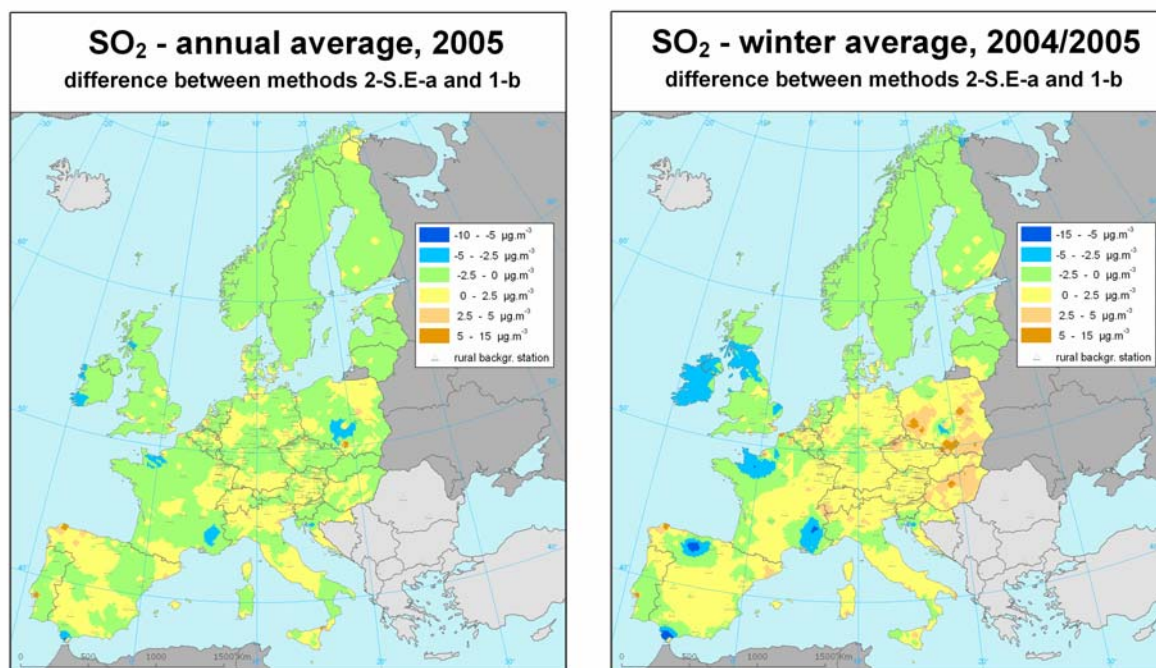 SO₂ - annual average, 2005
difference between methods 2-S.E-a and 1-b
-10 - -5 µg.m⁻³
-5 - -2.5 µg.m⁻³
-2.5 - 0 µg.m⁻³
0 - 2.5 µg.m⁻³
2.5 - 5 µg.m⁻³
5 - 15 µg.m⁻³
rural backgr. station
0 500 1000 1500 Km
SO₂ - winter average, 2004/2005
difference between methods 2-S.E-a and 1-b
-15 - -5 µg.m⁻³
-5 - -2.5 µg.m⁻³
-2.5 - 0 µg.m⁻³
0 - 2.5 µg.m⁻³
2.5 - 5 µg.m⁻³
5 - 15 µg.m⁻³
rural backgr. station
0 500 1000 1500 Km